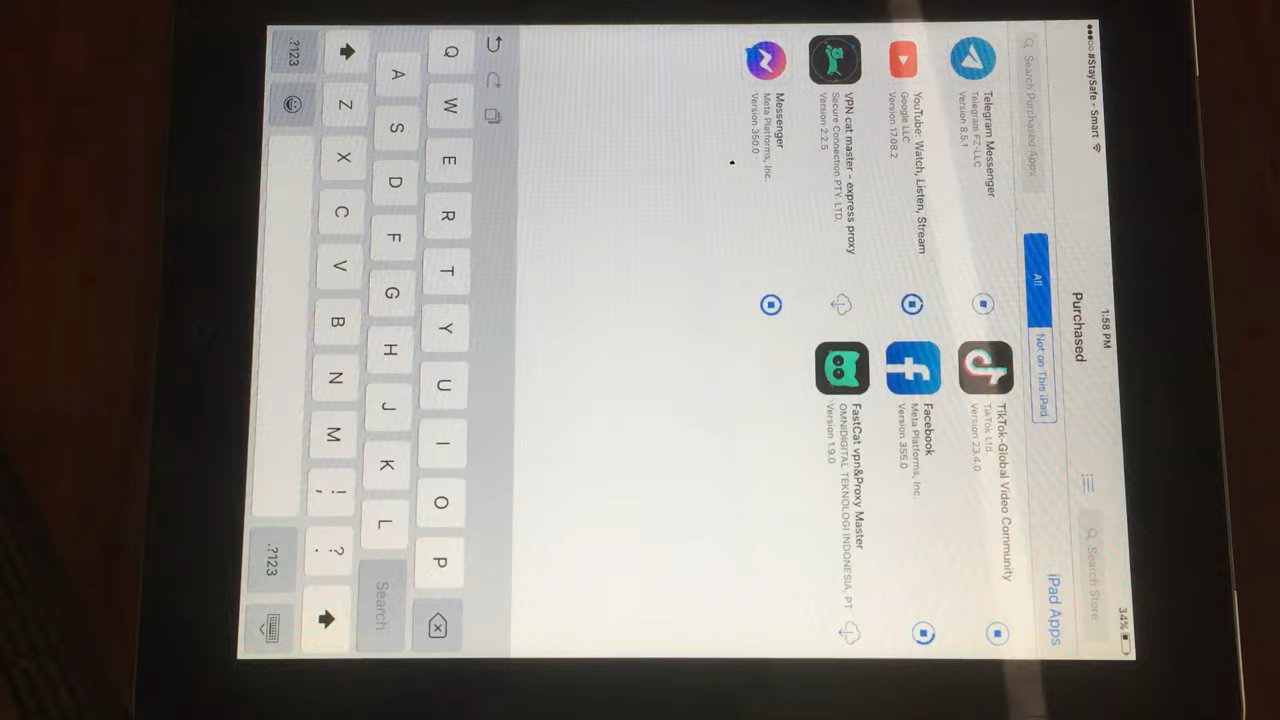 ●●●○○ #StaySafe - Smart
1:58 PM
34%
Purchased
Search Store
Search Purchased Apps
All
Not on This iPad
iPad Apps
Telegram Messenger
Telegram FZ-LLC
Version 8.5.1
TikTok-Global Video Community
TikTok Ltd.
Version 23.4.0
YouTube: Watch, Listen, Stream
Google LLC
Version 17.08.2
Facebook
Meta Platforms, Inc.
Version 355.0
VPN cat master - express proxy
Secure Connection PTY. LTD.
Version 2.2.5
FastCat vpn&Proxy Master
OMNIDIGITAL TEKNOLOGI INDONESIA, PT
Version 1.9.0
Messenger
Meta Platforms, Inc.
Version 350.0
Q W E R T Y U I O P
A S D F G H J K L Search
Z X C V B N M ! , ? .
.?123 .?123